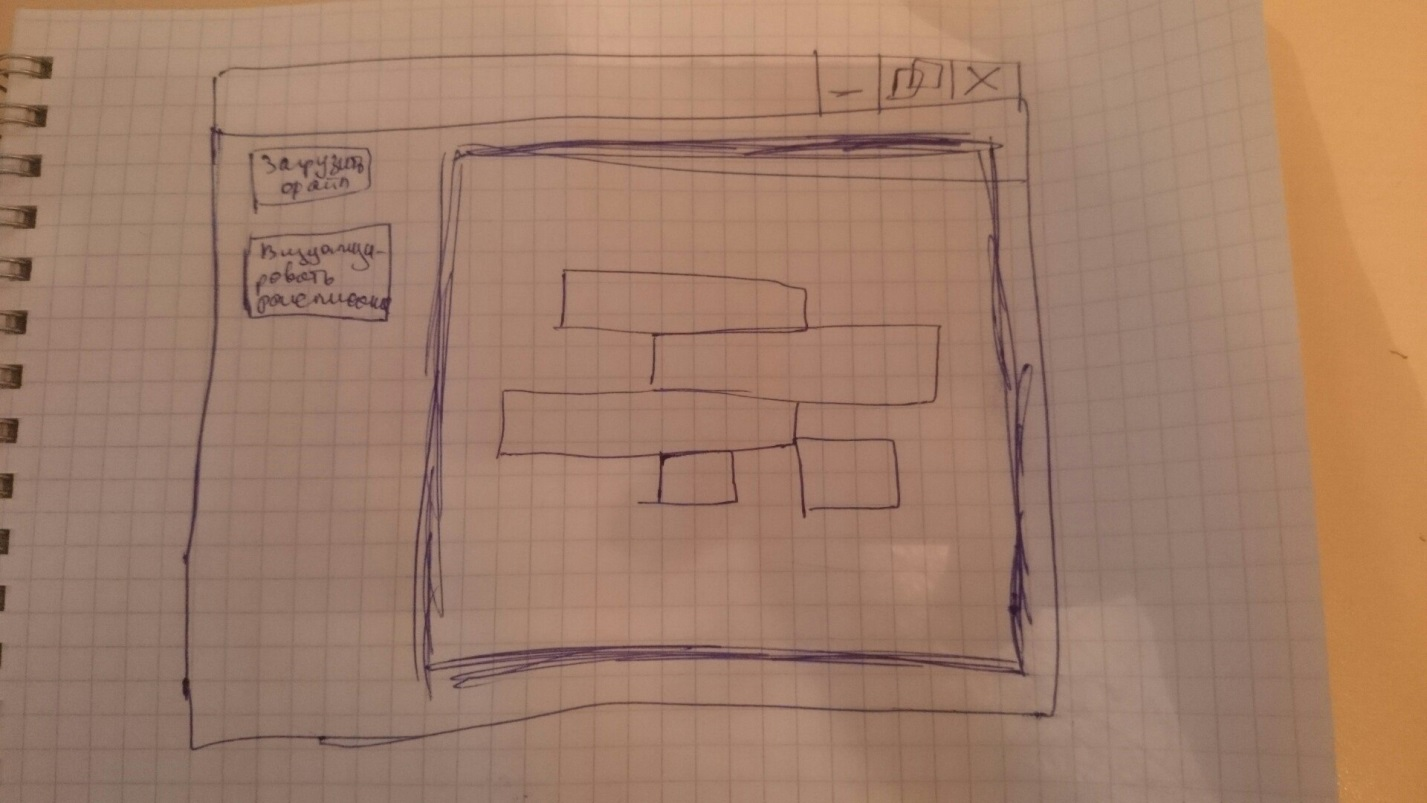 Загрузить
файл
Визуализи-
ровать
расписание